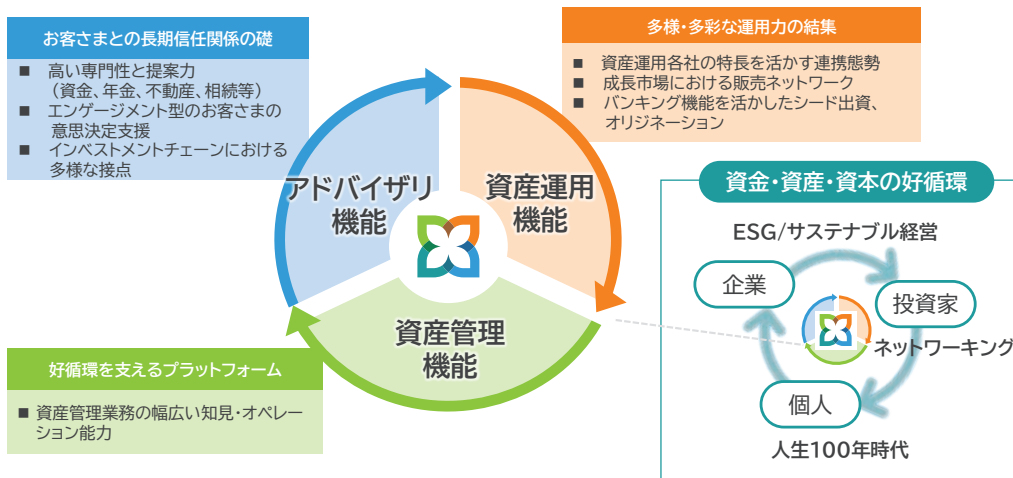 お客さまとの長期信任関係の礎
■ 高い専門性と提案力
（資金、年金、不動産、相続等）
■ エンゲージメント型のお客さまの
意思決定支援
■ インベストメントチェーンにおける
多様な接点
多様・多彩な運用力の結集
■ 資産運用各社の特長を活かす連携態勢
■ 成長市場における販売ネットワーク
■ バンキング機能を活かしたシード出資、
オリジネーション
アドバイザリ
機能
資産運用
機能
資産管理
機能
好循環を支えるプラットフォーム
■ 資産管理業務の幅広い知見・オペレー
ション能力
資金・資産・資本の好循環
ESG/サステナブル経営
企業
投資家
ネットワーキング
個人
人生100年時代